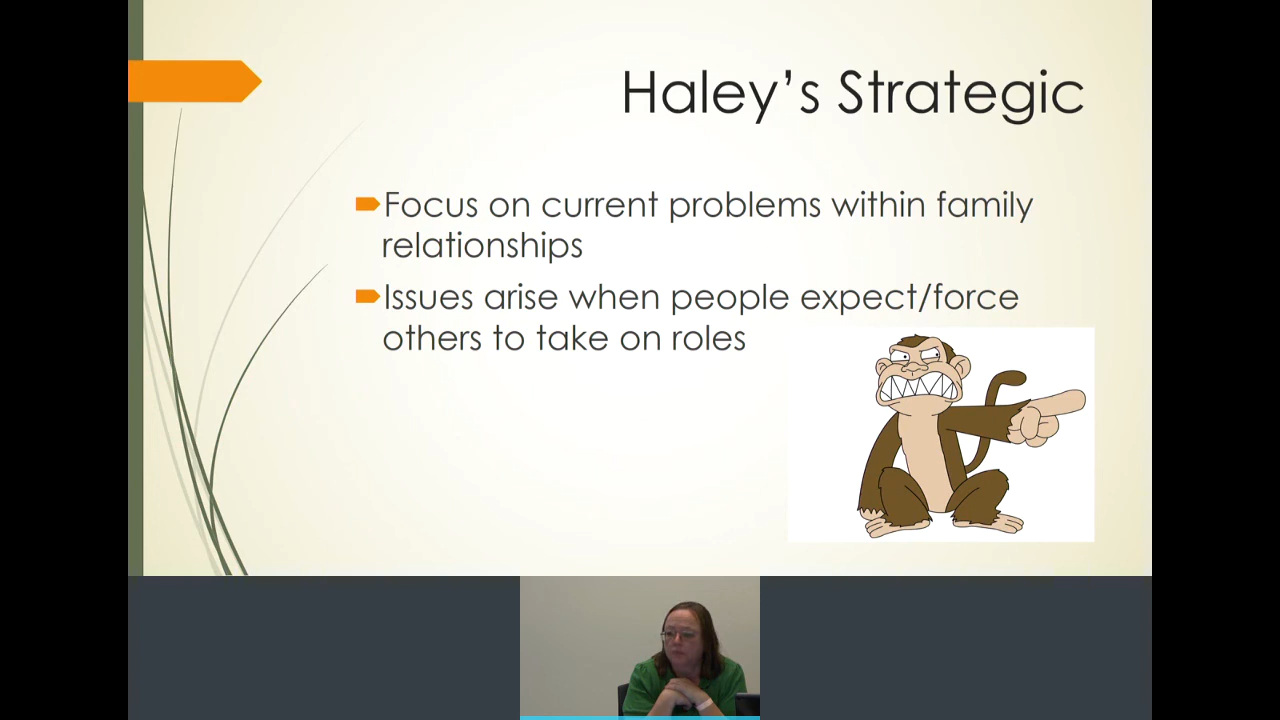 Haley's Strategic
Focus on current problems within family
relationships
Issues arise when people expect/force
others to take on roles